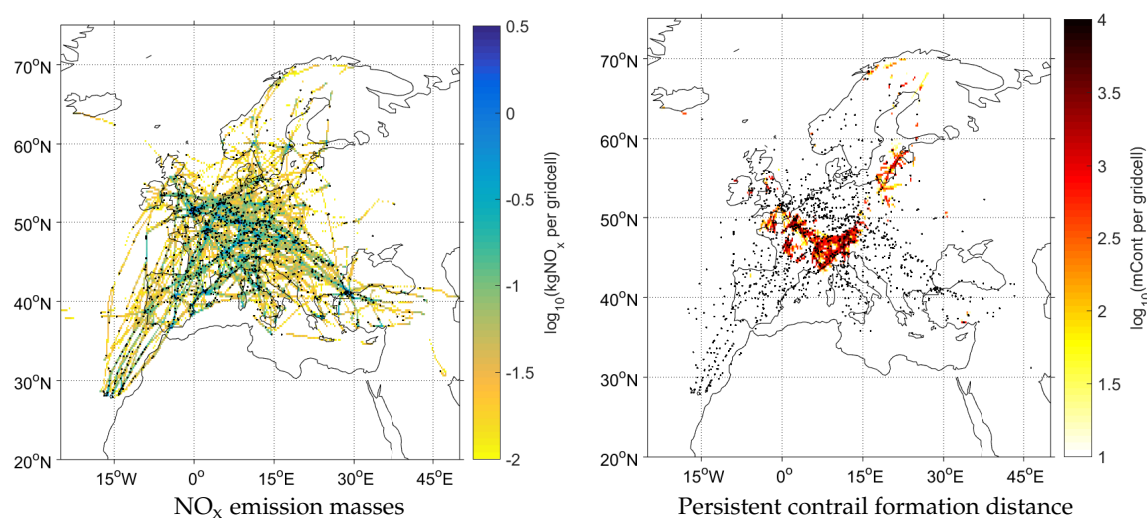 70°N
60°N
50°N
40°N
30°N
20°N
15°W
0°
15°E
30°E
45°E
0.5
0
-0.5
-1
-1.5
-2
log10(kgNOx per gridcell)
NOx emission masses
70°N
60°N
50°N
40°N
30°N
20°N
15°W
0°
15°E
30°E
45°E
4
3.5
3
2.5
2
1.5
1
log10(mCont per gridcell)
Persistent contrail formation distance